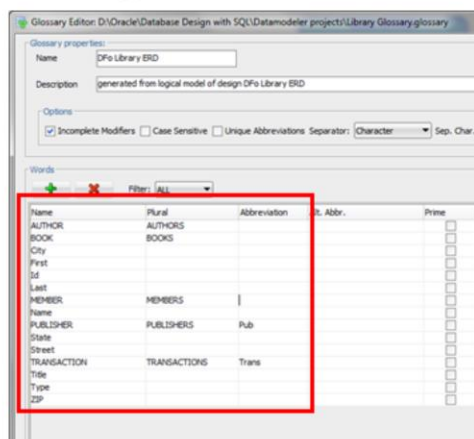 Glossary Editor: D:\Oracle\Database Design with SQL\Datamodeler projects\Library Glossary.glossary
Glossary properties:
Name DFo Library ERD
Description generated from logical model of design DFo Library ERD
Options
Incomplete Modifiers Case Sensitive Unique Abbreviations Separator: Character Sep. Char.
Words
Filter: ALL
Name Plural Abbreviation Alt. Abbr. Prime
AUTHOR AUTHORS
BOOK BOOKS
City
First
Id
Last
MEMBER MEMBERS
Name
PUBLISHER PUBLISHERS Pub
State
Street
TRANSACTION TRANSACTIONS Trans
Title
Type
ZIP